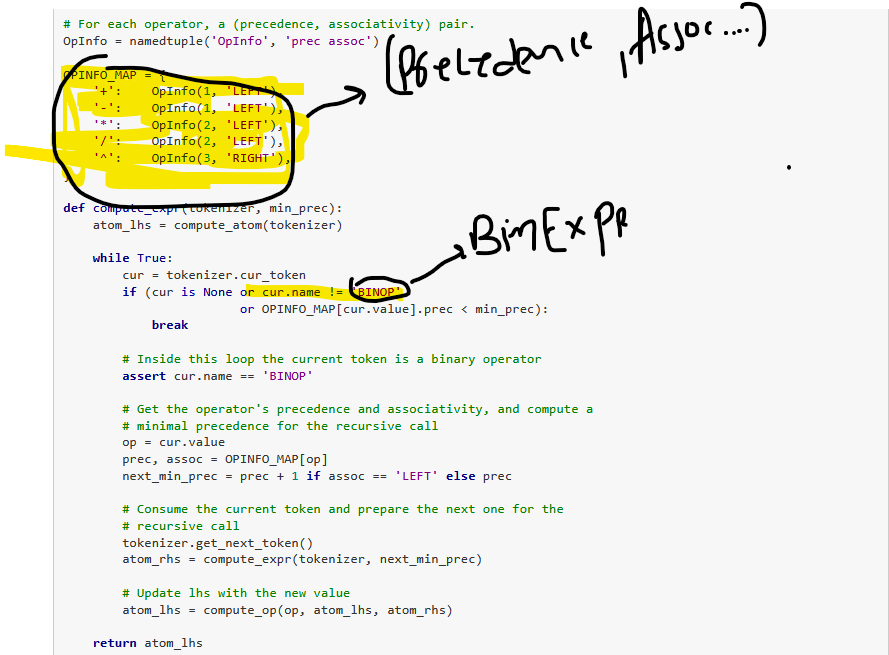 # For each operator, a (precedence, associativity) pair.
OpInfo = namedtuple('OpInfo', 'prec assoc')
(Precedence, Assoc....)
OPINFO_MAP = {
    '+':    OpInfo(1, 'LEFT'),
    '-':    OpInfo(1, 'LEFT'),
    '*':    OpInfo(2, 'LEFT'),
    '/':    OpInfo(2, 'LEFT'),
    '^':    OpInfo(3, 'RIGHT'),
}
def compute_expr(tokenizer, min_prec):
    atom_lhs = compute_atom(tokenizer)
BinExpr
    while True:
        cur = tokenizer.cur_token
        if (cur is None or cur.name != 'BINOP'
                        or OPINFO_MAP[cur.value].prec < min_prec):
            break
        # Inside this loop the current token is a binary operator
        assert cur.name == 'BINOP'
        # Get the operator's precedence and associativity, and compute a
        # minimal precedence for the recursive call
        op = cur.value
        prec, assoc = OPINFO_MAP[op]
        next_min_prec = prec + 1 if assoc == 'LEFT' else prec
        # Consume the current token and prepare the next one for the
        # recursive call
        tokenizer.get_next_token()
        atom_rhs = compute_expr(tokenizer, next_min_prec)
        # Update lhs with the new value
        atom_lhs = compute_op(op, atom_lhs, atom_rhs)
    return atom_lhs